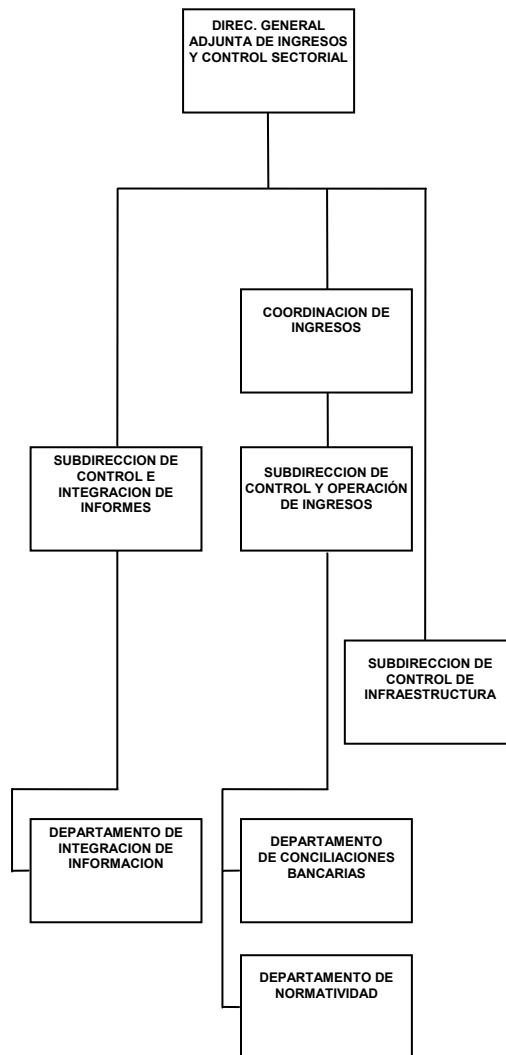 DIREC. GENERAL
ADJUNTA DE INGRESOS
Y CONTROL SECTORIAL
COORDINACION DE
INGRESOS
SUBDIRECCION DE
CONTROL E
INTEGRACION DE
INFORMES
SUBDIRECCION DE
CONTROL Y OPERACIÓN
DE INGRESOS
SUBDIRECCION DE
CONTROL DE
INFRAESTRUCTURA
DEPARTAMENTO DE
INTEGRACION DE
INFORMACION
DEPARTAMENTO
DE CONCILIACIONES
BANCARIAS
DEPARTAMENTO DE
NORMATIVIDAD